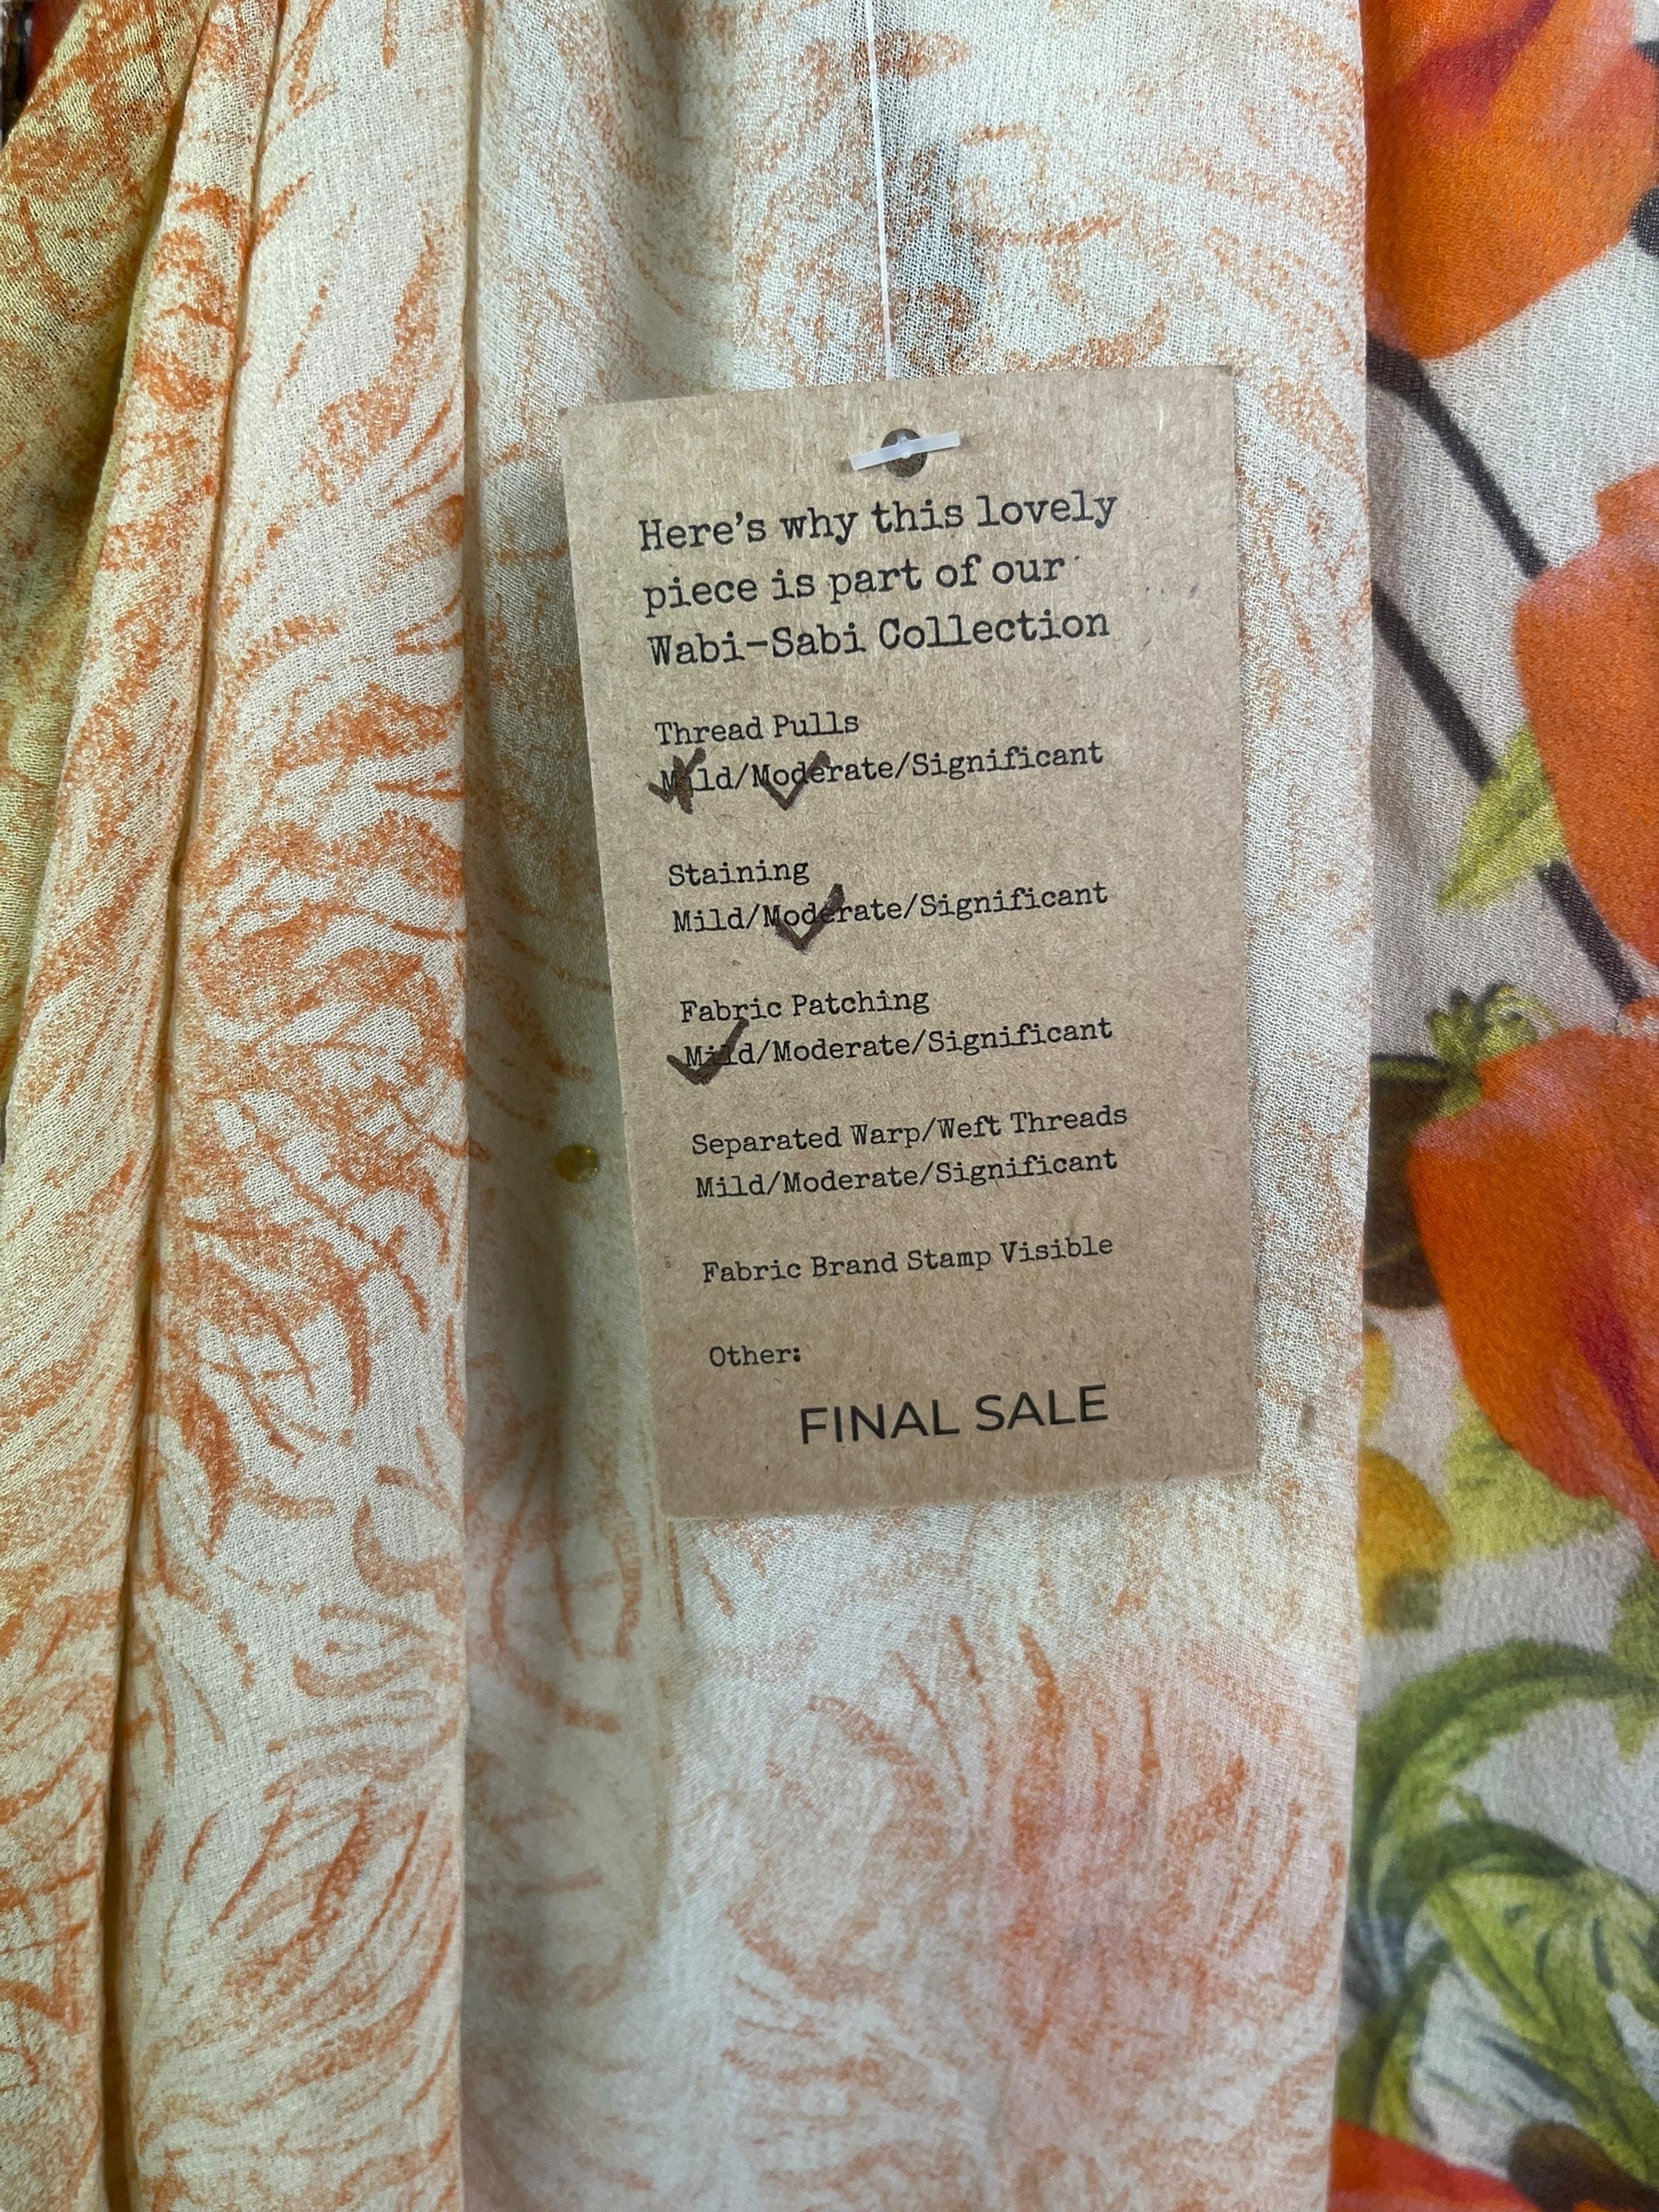 Here's why this lovely
piece is part of our
Wabi-Sabi Collection
Thread Pulls
Mild/Moderate/Significant
Staining
Mild/Moderate/Significant
Fabric Patching
Mild/Moderate/Significant
Separated Warp/Weft Threads
Mild/Moderate/Significant
Fabric Brand Stamp Visible
Other:
FINAL SALE